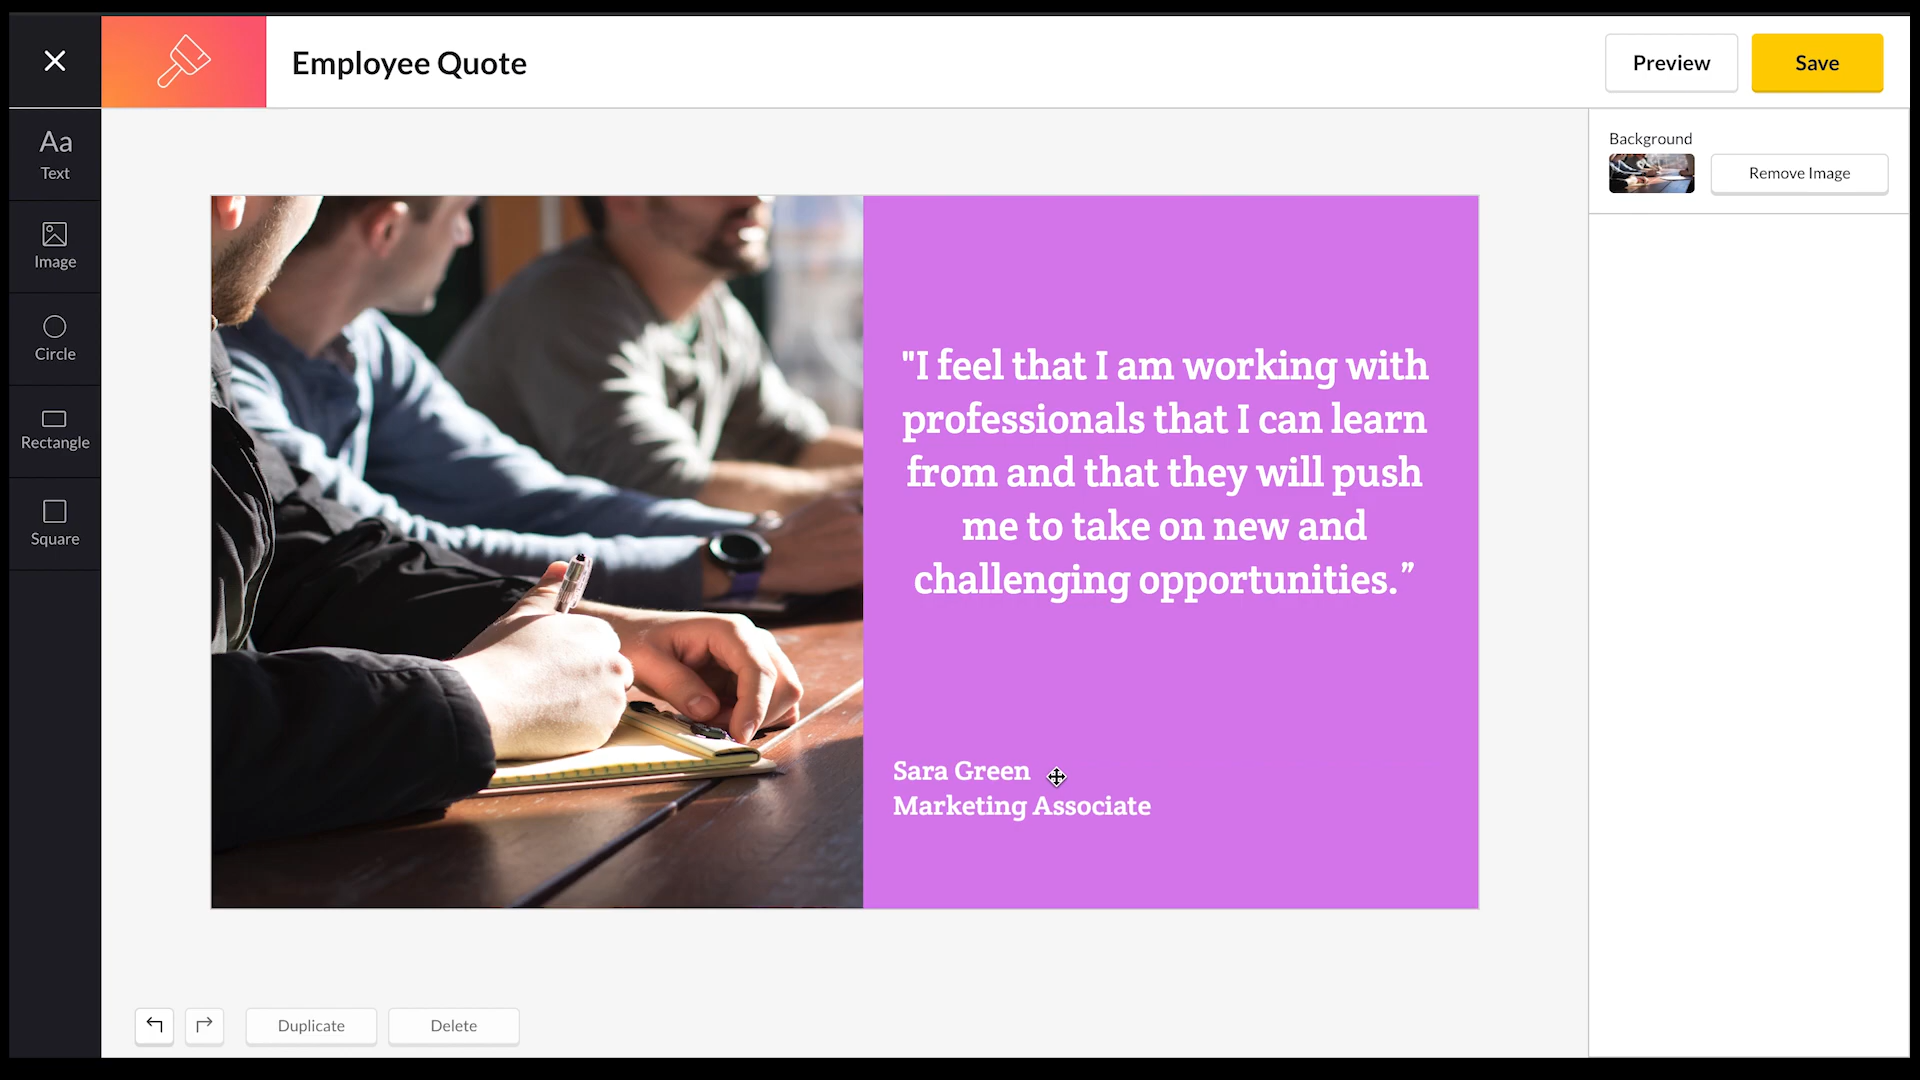 Employee Quote
Preview
Save
Aa
Text
Image
Circle
Rectangle
Square
Background
Remove Image
"I feel that I am working with
professionals that I can learn
from and that they will push
me to take on new and
challenging opportunities.”
Sara Green
Marketing Associate
Duplicate
Delete